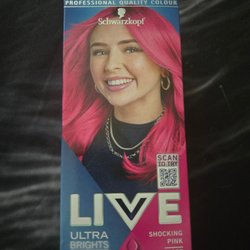 PROFESSIONAL QUALITY COLOUR
Schwarzkopf
SCAN
TO TRY
LIVE
ULTRA
BRIGHTS
SHOCKING
PINK